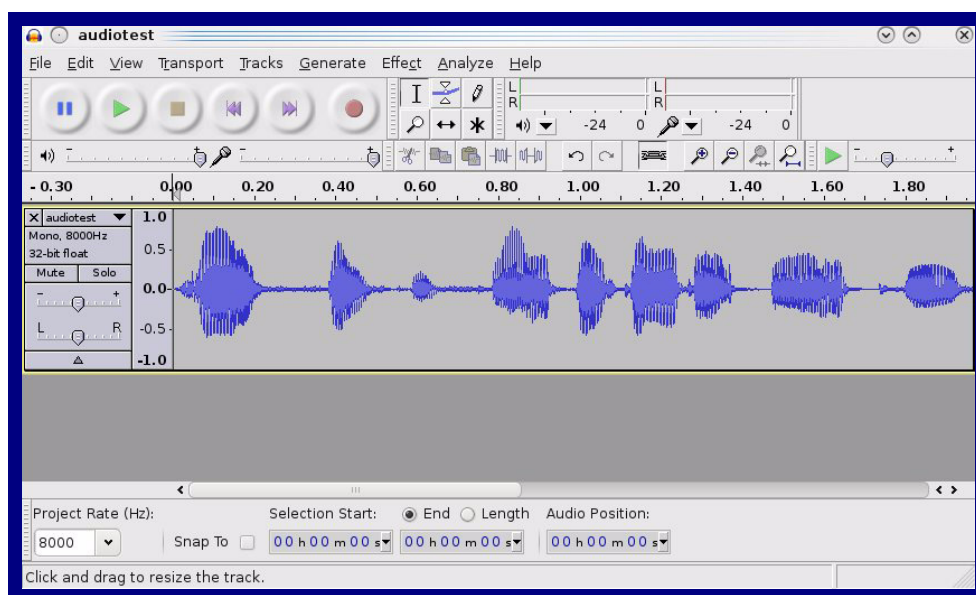 audiotest
File Edit View Transport Tracks Generate Effect Analyze Help
L
R
-24 0
L
R
-24 0
- +
- 0.30 0.00 0.20 0.40 0.60 0.80 1.00 1.20 1.40 1.60 1.80
X audiotest 1.0
Mono, 8000Hz
32-bit float 0.5
Mute Solo
- + 0.0
L R -0.5
-1.0
Project Rate (Hz): Selection Start: End Length Audio Position:
8000 Snap To 00 h 00 m 00 s 00 h 00 m 00 s 00 h 00 m 00 s
Click and drag to resize the track.